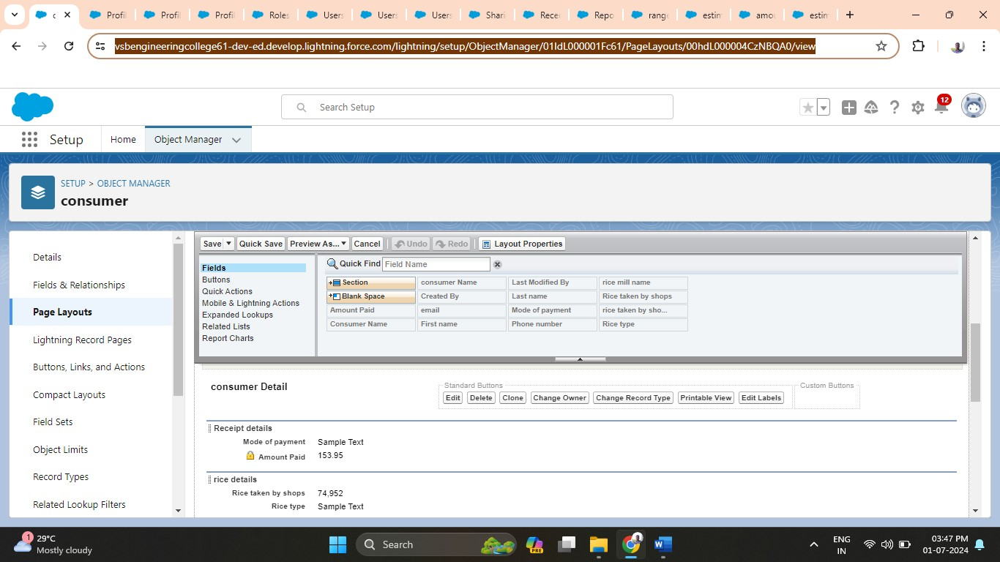 c
Profil
Profil
Profil
Roles
Users
Users
Users
Shari
Recei
Repo
range
estim
amou
estim
vsbengineeringcollege61-dev-ed.develop.lightning.force.com/lightning/setup/ObjectManager/01IdL000001Fc61/PageLayouts/00hdL000004CzNBQA0/view
Search Setup
12
Setup
Home
Object Manager
SETUP > OBJECT MANAGER
consumer
Details
Fields & Relationships
Page Layouts
Lightning Record Pages
Buttons, Links, and Actions
Compact Layouts
Field Sets
Object Limits
Record Types
Related Lookup Filters
Save Quick Save Preview As... Cancel Undo Redo Layout Properties
Fields
Buttons
Quick Actions
Mobile & Lightning Actions
Expanded Lookups
Related Lists
Report Charts
Quick Find Field Name
Section consumer Name Last Modified By rice mill name
Blank Space Created By Last name Rice taken by shops
Amount Paid email Mode of payment rice taken by sho...
Consumer Name First name Phone number Rice type
consumer Detail
Standard Buttons
Edit Delete Clone Change Owner Change Record Type Printable View Edit Labels
Custom Buttons
Receipt details
Mode of payment Sample Text
Amount Paid 153.95
rice details
Rice taken by shops 74,952
Rice type Sample Text
1
29°C
Mostly cloudy
Search
ENG
IN
03:47 PM
01-07-2024